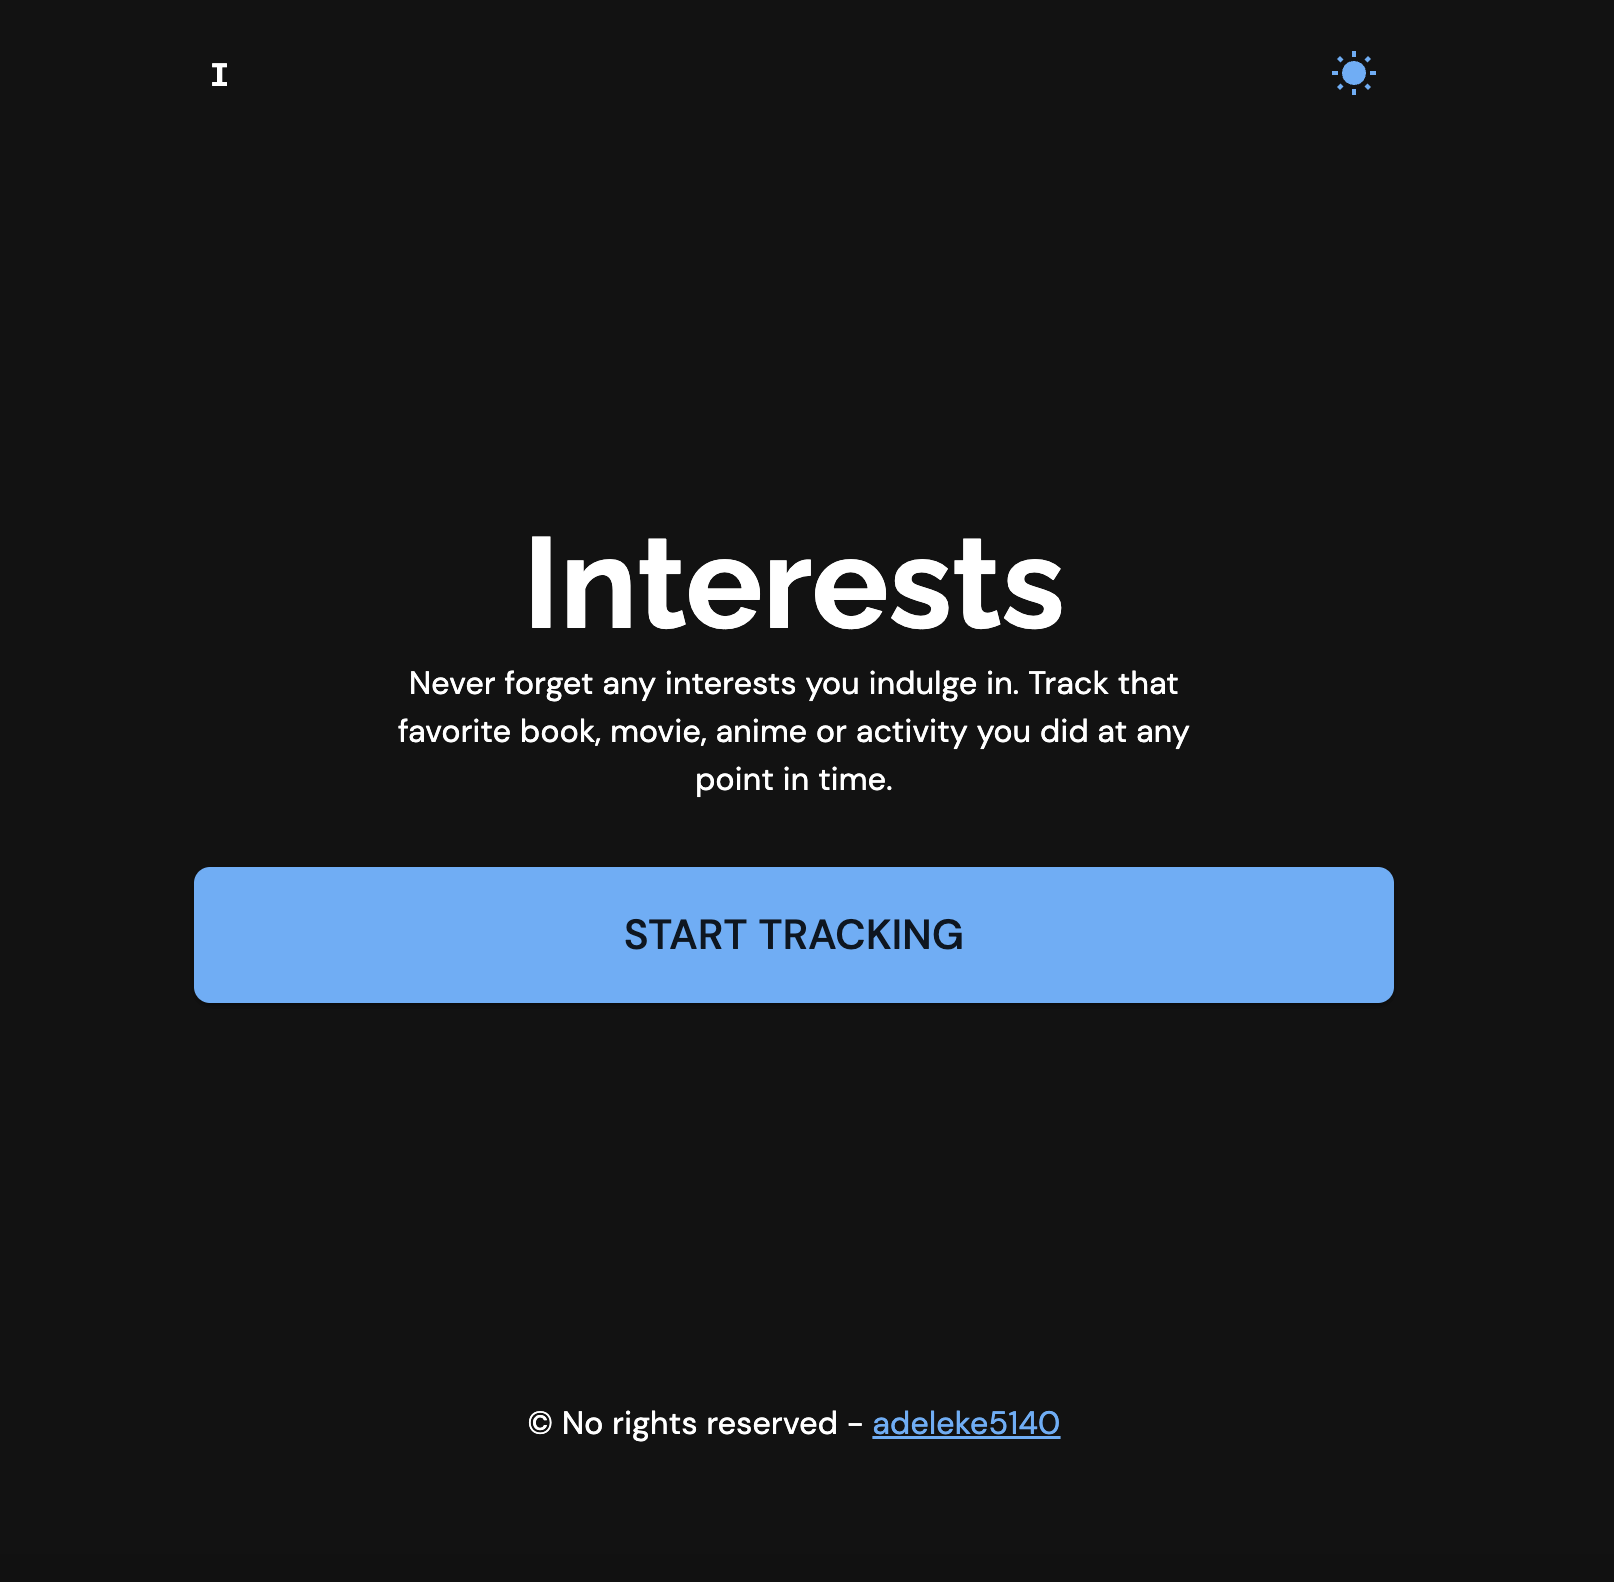 I
Interests
Never forget any interests you indulge in. Track that
favorite book, movie, anime or activity you did at any
point in time.
START TRACKING
© No rights reserved - adeleke5140